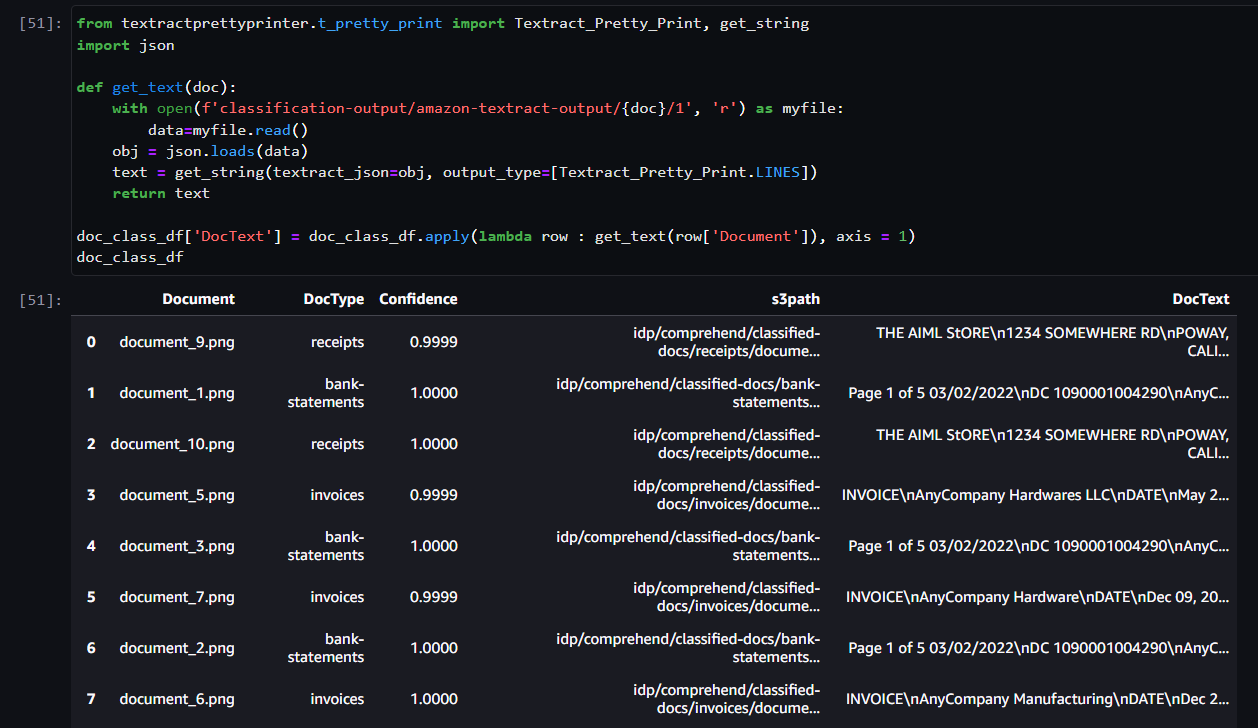 [51]: from textractprettyprinter.t_pretty_print import Textract_Pretty_Print, get_string
import json
def get_text(doc):
with open(f'classification-output/amazon-textract-output/{doc}/1', 'r') as myfile:
data=myfile.read()
obj = json.loads(data)
text = get_string(textract_json=obj, output_type=[Textract_Pretty_Print.LINES])
return text
doc_class_df['DocText'] = doc_class_df.apply(lambda row : get_text(row['Document']), axis = 1)
doc_class_df
[51]: Document DocType Confidence s3path DocText
0 document_9.png receipts 0.9999 idp/comprehend/classified-docs/receipts/docume... THE AIML StORE\n1234 SOMEWHERE RD\nPOWAY, CALI...
1 document_1.png bank-statements 1.0000 idp/comprehend/classified-docs/bank-statements... Page 1 of 5 03/02/2022\nDC 1090001004290\nAnyC...
2 document_10.png receipts 1.0000 idp/comprehend/classified-docs/receipts/docume... THE AIML StORE\n1234 SOMEWHERE RD\nPOWAY, CALI...
3 document_5.png invoices 0.9999 idp/comprehend/classified-docs/invoices/docume... INVOICE\nAnyCompany Hardwares LLC\nDATE\nMay 2...
4 document_3.png bank-statements 1.0000 idp/comprehend/classified-docs/bank-statements... Page 1 of 5 03/02/2022\nDC 1090001004290\nAnyC...
5 document_7.png invoices 0.9999 idp/comprehend/classified-docs/invoices/docume... INVOICE\nAnyCompany Hardware\nDATE\nDec 09, 20...
6 document_2.png bank-statements 1.0000 idp/comprehend/classified-docs/bank-statements... Page 1 of 5 03/02/2022\nDC 1090001004290\nAnyC...
7 document_6.png invoices 1.0000 idp/comprehend/classified-docs/invoices/docume... INVOICE\nAnyCompany Manufacturing\nDATE\nDec 2...